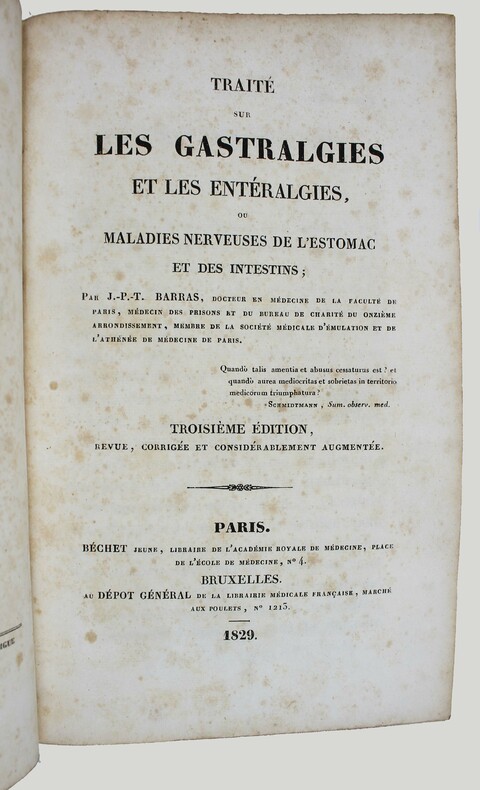 TRAITÉ
SUR
LES GASTRALGIES
ET LES ENTÉRALGIES,
OU
MALADIES NERVEUSES DE L'ESTOMAC
ET DES INTESTINS;
PAR J.-P.-T. BARRAS, DOCTEUR EN MÉDECINE DE LA FACULTÉ DE
PARIS, MÉDECIN DES PRISONS ET DU BUREAU DE CHARITÉ DU ONZIÈME
ARRONDISSEMENT, MEMBRE DE LA SOCIÉTÉ MÉDICALE D'ÉMULATION ET DE
L'ATHÉNÉE DE MÉDECINE DE PARIS.
Quandò talis amentia et abusus cessaturus est? et
quandò aurea mediocritas et sobrietas in territorio
medicorum triumphatura?
SCHMIDTMANN, Sum. observ. med.
TROISIÈME ÉDITION,
REVUE, CORRIGÉE ET CONSIDÉRABLEMENT AUGMENTÉE.
PARIS.
BÉCHET JEUNE, LIBRAIRE DE L'ACADÉMIE ROYALE DE MÉDECINE, PLACE
DE L'ÉCOLE DE MÉDECINE, Nº 4.
BRUXELLES.
AU DÉPOT GÉNÉRAL DE LA LIBRAIRIE MÉDICALE FRANÇAISE, MARCHÉ
AUX POULETS, Nº 1213.
1829.